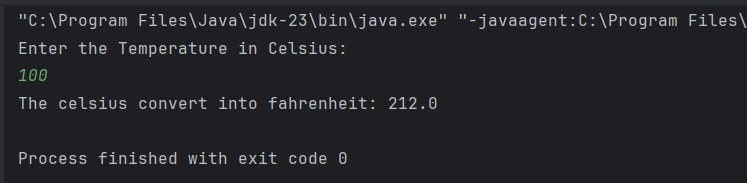 "C:\Program Files\Java\jdk-23\bin\java.exe" "-javaagent:C:\Program Files\
Enter the Temperature in Celsius:
100
The celsius convert into fahrenheit: 212.0
Process finished with exit code 0